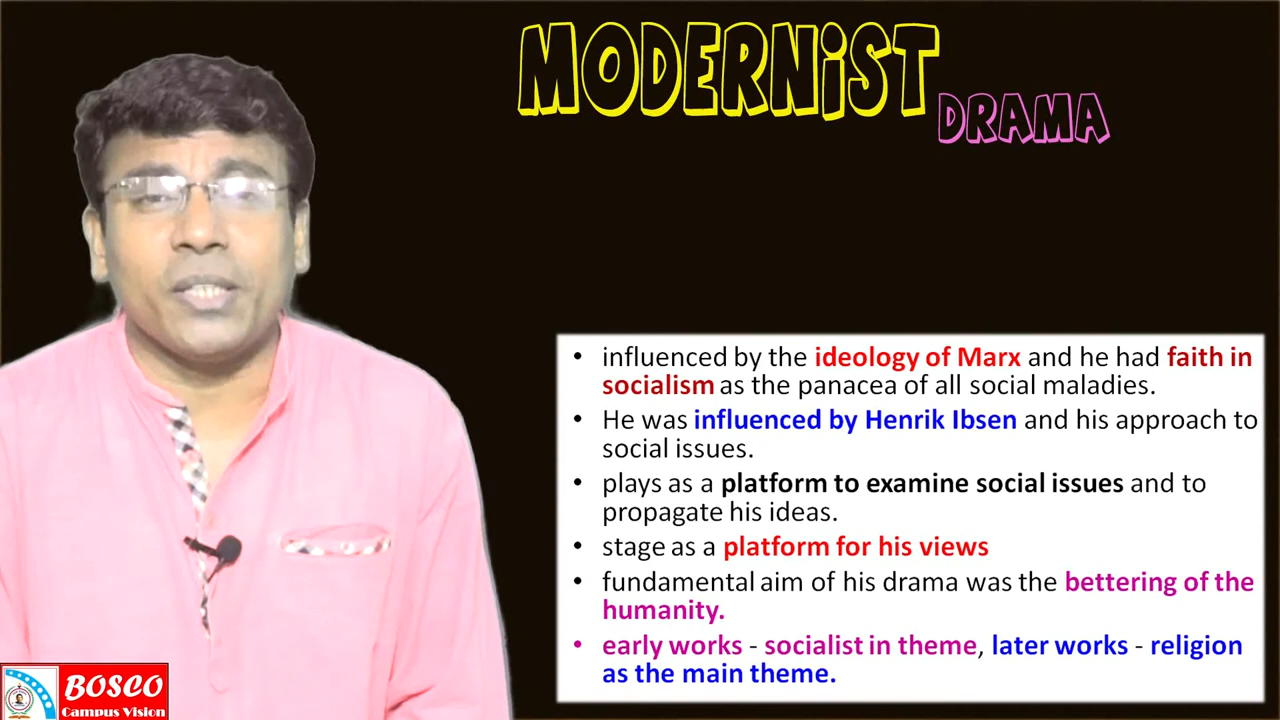 MODERNiST
DRAMA
• influenced by the ideology of Marx and he had faith in
socialism as the panacea of all social maladies.
• He was influenced by Henrik Ibsen and his approach to
social issues.
• plays as a platform to examine social issues and to
propagate his ideas.
• stage as a platform for his views
• fundamental aim of his drama was the bettering of the
humanity.
• early works - socialist in theme, later works - religion
as the main theme.
BOSCO
Campus Vision